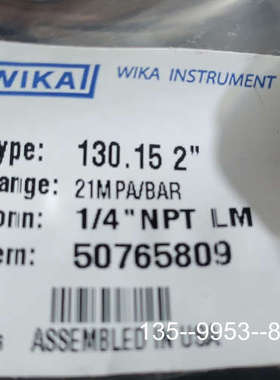 WIKA
WIKA INSTRUMENT
ype: 130.15 2"
ange: 21MPA/BAR
onn: 1/4"NPT LM
ern: 50765809
135--9953--8
ASSEMBLED IN USA